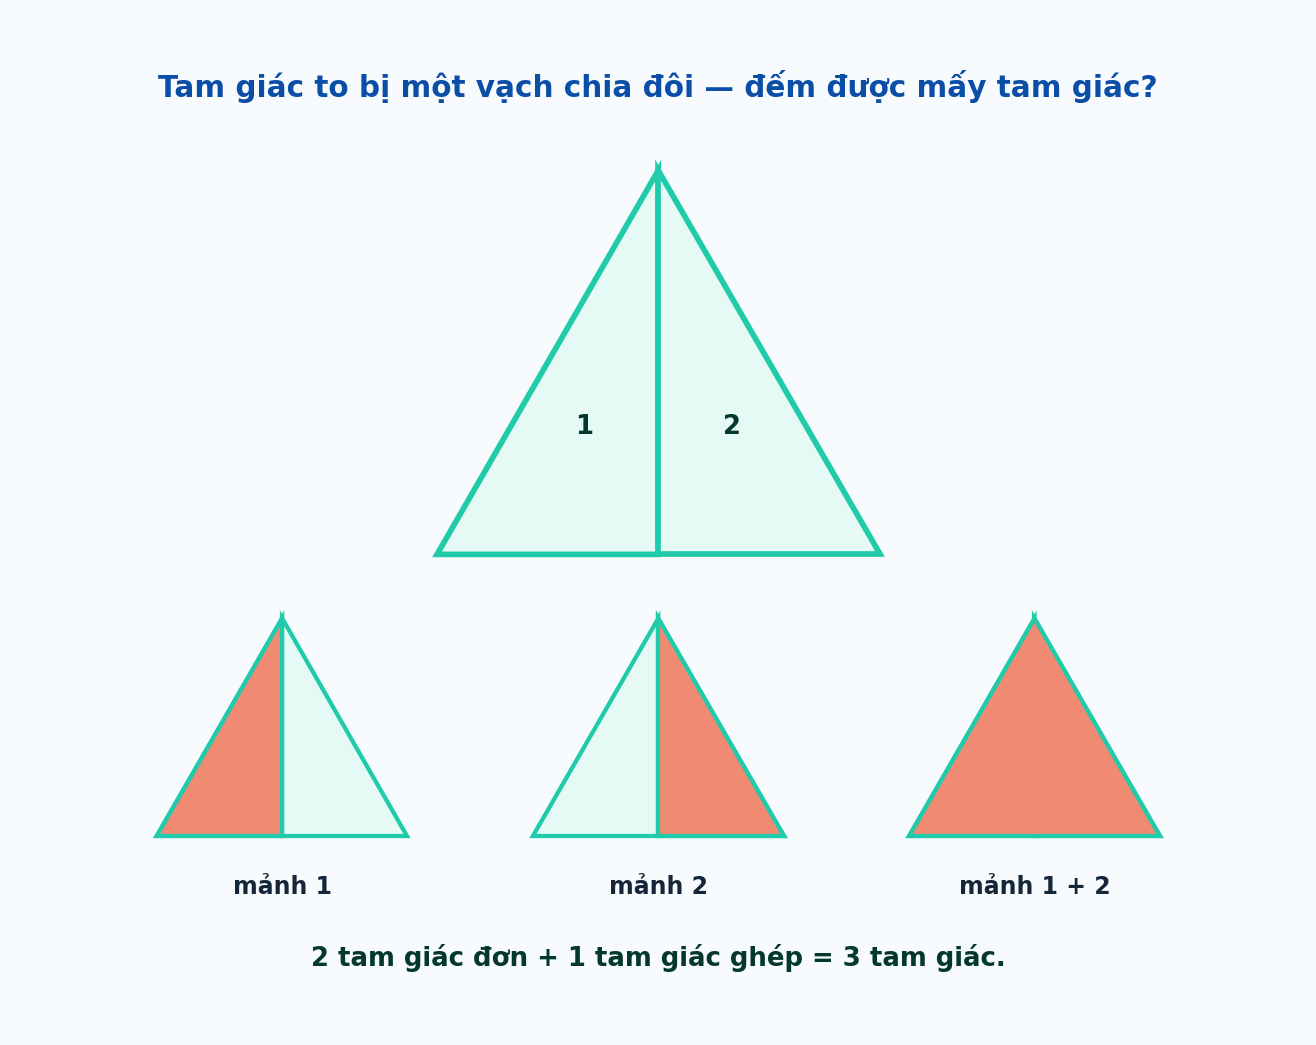 Tam giác to bị một vạch chia đôi — đếm được mấy tam giác?
1 2
mảnh 1 mảnh 2 mảnh 1 + 2
2 tam giác đơn + 1 tam giác ghép = 3 tam giác.